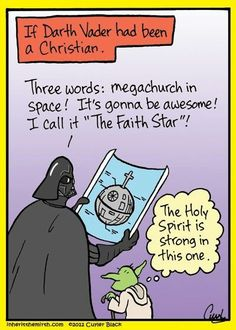 If Darth Vader had been
a Christian.
Three words: megachurch in
space! It's gonna be awesome!
I call it "The Faith Star"!
The Holy
Spirit is
strong in
this one.
inheritthemirth.com ©2012 Cuyler Black